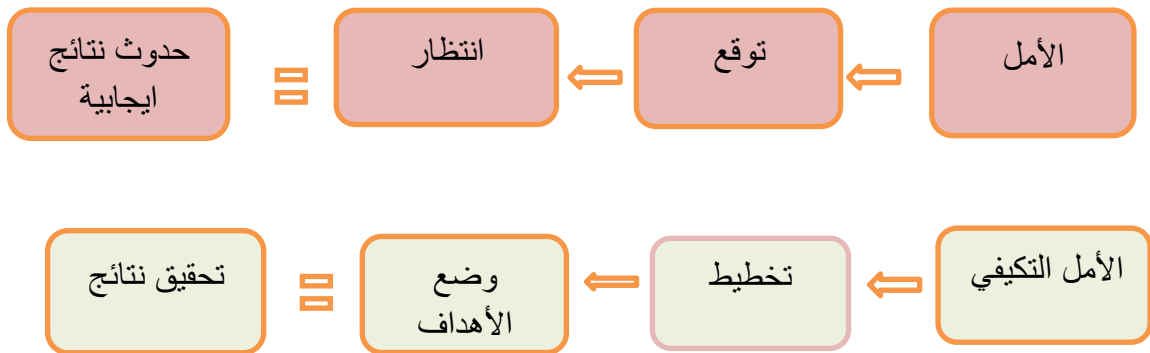 الأمل
توقع
انتظار
حدوث نتائج
ايجابية
الأمل التكيفي
تخطيط
وضع
الأهداف
تحقيق نتائج